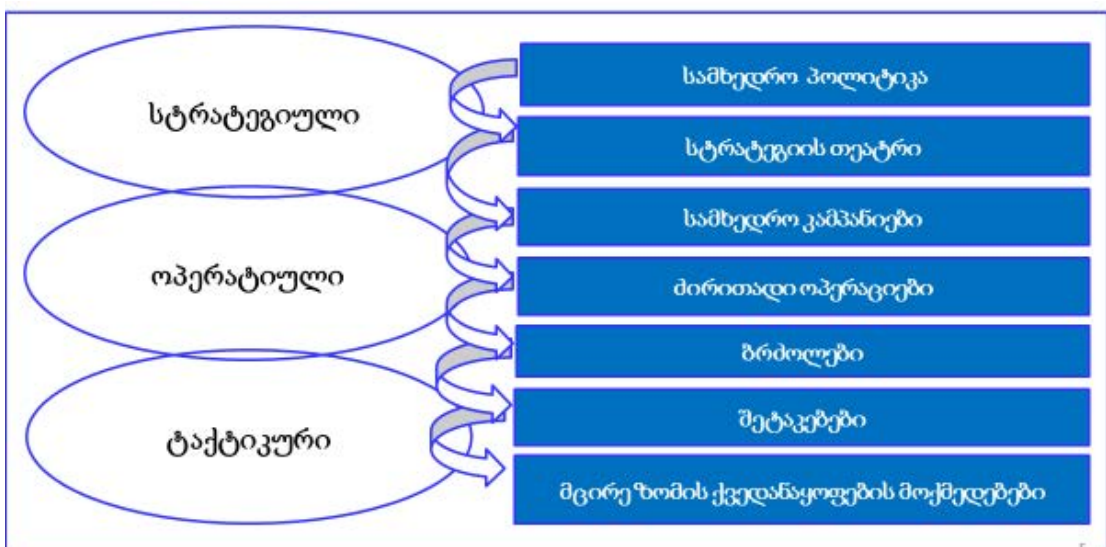 სტრატეგიული
ოპერატიული
ტაქტიკური
სამხედრო პოლიტიკა
სტრატეგიის თეატრი
სამხედრო კამპანიები
ძირითადი ოპერაციები
ბრძოლები
შეტაკებები
მცირე ზომის ქვედანაყოფების მოქმედებები